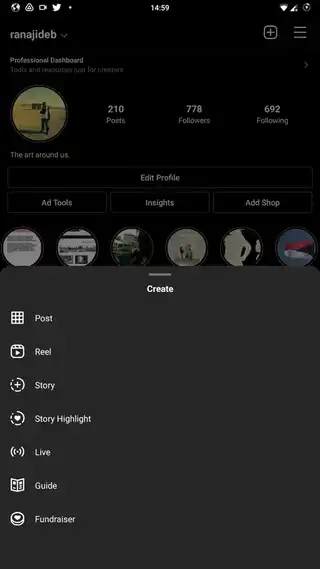 14:59
ranajideb
Professional Dashboard
Tools and resources just for creators.
210 778 692
Posts Followers Following
The art around us.
Edit Profile
Ad Tools Insights Add Shop
Create
Post
Reel
Story
Story Highlight
Live
Guide
Fundraiser